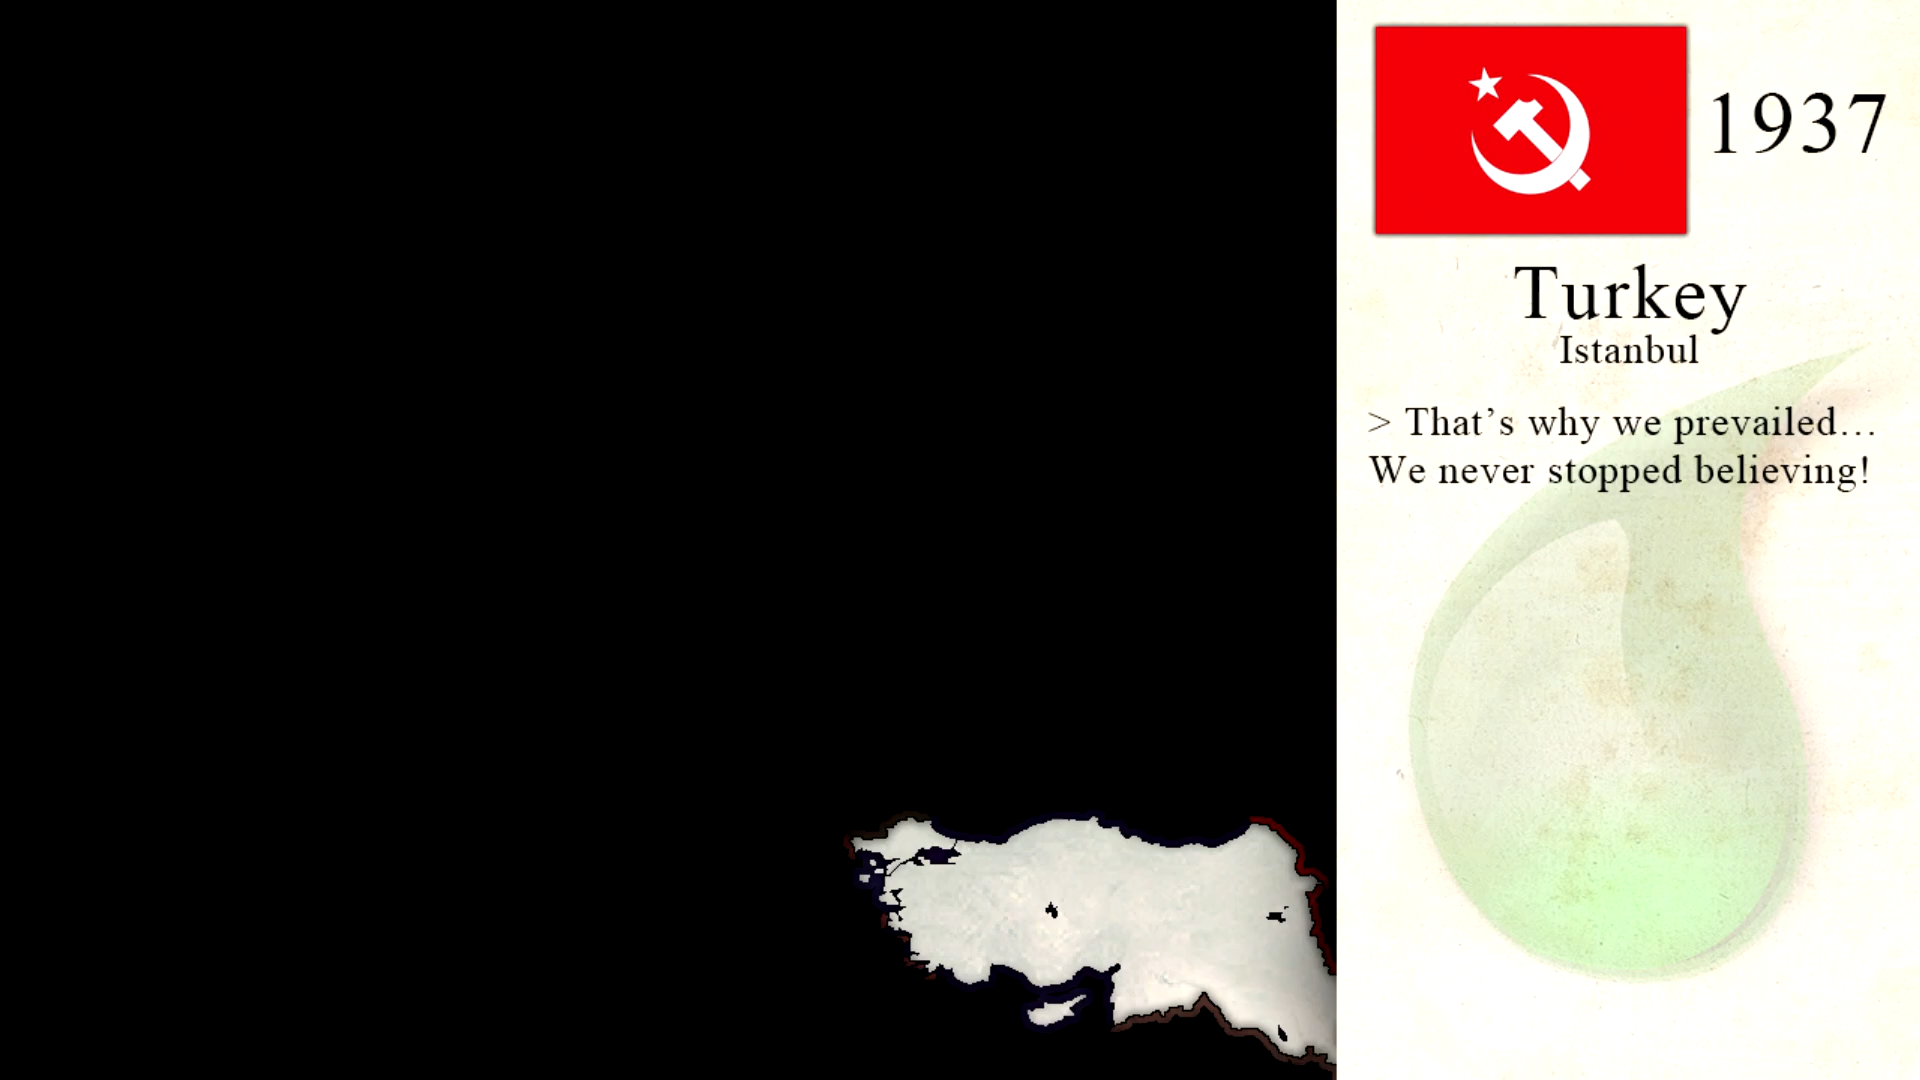 1937
Turkey
Istanbul
> That’s why we prevailed…
We never stopped believing!